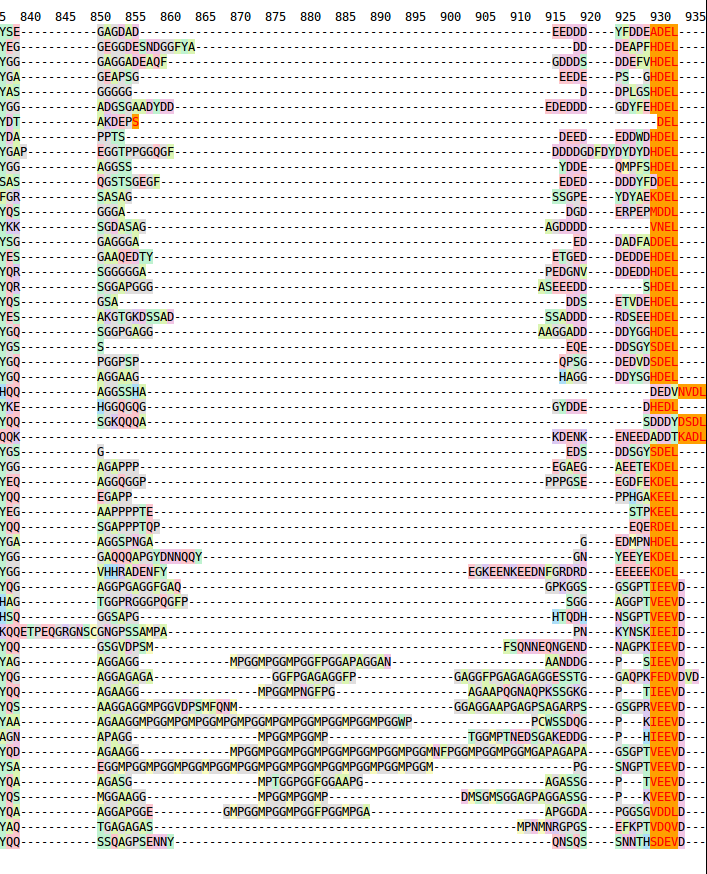 5 840 845 850 855 860 865 870 875 880 885 890 895 900 905 910 915 920 925 930 935
YSE GAGDAD EEDDD YFDDEADEL
YEG GEGGDESNDGGFYA DD DEAPFHDEL
YGG GAGGADEAQF GDDDS DDEFVHDEL
YGA GEAPSG EEDE PS--GHDEL
YAS GGGGG D DPLGSHDEL
YGG ADGSGAADYDD EDEDDD GDYFEHDEL
YDT AKDEPS DEL
YDA PPTS DEED EDDWDHDEL
YGAP EGGTPPGGQGF DDDDGDFDYDYDYDHDEL
YGG AGGSS YDDE QMPFSHDEL
SAS QGSTSGEGF EDED DDDYFDDEL
FGR SASAG SSGPE YDYAEKDEL
YQS GGGA DGD ERPEPMDDL
YKK SGDASAG AGDDDD VNEL
YSG GAGGGA ED DADFADDEL
YES GAAQEDTY ETGED DEDDEHDEL
YQR SGGGGGA PEDGNV DDEDDHDEL
YQR SGGAPGGG ASEEEDD SHDEL
YQS GSA DDS ETVDEHDEL
YES AKGTGKDSSAD SSADDD RDSEEHDEL
YGQ SGGPGAGG AAGGADD DDYGGHDEL
YGS S EQE DDSGYSDEL
YGQ PGGPSP QPSG DEDVDSDEL
YGQ AGGAAG HAGG DDYSGHDEL
HQQ AGGSSHA DEDVNVDL
YKE HGGQGQG GYDDE DHEDL
YQQ SGKQQQA SDDDYDSDL
QQK KDENK ENEEDADDTKADL
YGS G EDS DDSGYSDEL
YGG AGAPPP EGAEG AEETEKDEL
YEQ AGGQGGP PPPGSE EGDFEKDEL
YQQ EGAPP PPHGAKEEL
YEG AAPPPPTE STPKEEL
YQQ SGAPPPTQP EQERDEL
YGA AGGSPNGA G EDMPNHDEL
YGG GAQQQAPGYDNNQQY GN YEEYEKDEL
YGG VHHRADENFY EGKEENKEEDNFGRDRD EEEEEKDEL
YQG AGGPGAGGFGAQ GPKGGS GSGPTIEEVD
HAG TGGPRGGGPQGFP SGG AGGPTVEEVD
HSQ GGSAPG HTQDH NSGPTVEEVD
KQQETPEQGRGNSCGNGPSSAMPA PN KYNSKIEEID
YQQ GSGVDPSM FSQNNEQNGEND NAGPKIEEVD
YAG AGGAGG MPGGMPGGMPGGFPGGAPAGGAN AANDDG P--SIEEVD
YQG AGGAGAGA GGFPGAGAGGFP GAGGFPGAGAGAGGESSTG GAQPKFEDVDVD
YQQ AGAAGG MPGGMPNGFPG AGAAPQGNAQPKSSGKG P--TIEEVD
YQS AAGGAGGMPGGVDPSMFQNM GGAGGAAPGAPSAGARPS GSGPRVEEVD
YAA AGAAGGMPGGMPGGMPGMPGGMPGGMPGGMPGGMPGGWP PCWSSDQG P--KIEEVD
AGN APAGG MPGGMPGGMP TGGMPTNEDSGAKEDDG P--HIEEVD
YQD AGAAGG MPGGMPGGMPGGMPGGMPGGMPGGMPGGMNFPGGMPGGMPGGMGAPAGAPA GSGPTVEEVD
YSA EGGMPGGMPGGMPGGMPGGMPGGMPGGMPGGMPGGMPGGMPGGMPGGM PG SNGPTVEEVD
YQA AGASG MPTGGPGGFGGAAPG AGASSG P--TVEEVD
YQS MGGAAGG MPGGMPGGMP DMSGMSGGAGPAGGASSG P--KVEEVD
YQA AGGAPGGE GMPGGMPGGMPGGFPGGMPGA APGGDA PGGSGVDDLD
YAQ TGAGAGAS MPNMNRGPGS EFKPTVDQVD
YQQ SSQAGPSENNY QNSQS SNNTHSDEVD